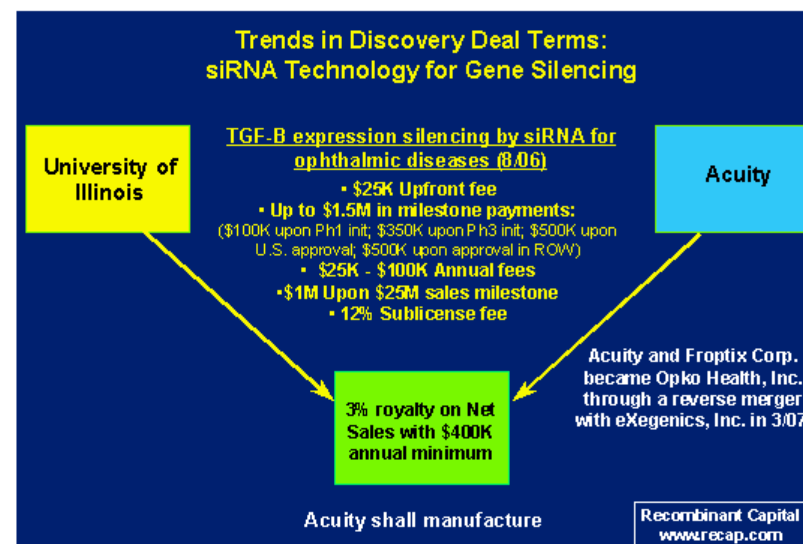 Trends in Discovery Deal Terms:
siRNA Technology for Gene Silencing
University of
Illinois
TGF-B expression silencing by siRNA for
ophthalmic diseases (8/06)
▪ $25K Upfront fee
▪ Up to $1.5M in milestone payments:
($100K upon Ph1 init; $350K upon Ph3 init; $500K upon
U.S. approval; $500K upon approval in ROW)
▪ $25K - $100K Annual fees
▪$1M Upon $25M sales milestone
▪ 12% Sublicense fee
Acuity
3% royalty on Net
Sales with $400K
annual minimum
Acuity and Froptix Corp.
became Opko Health, Inc.
through a reverse merger
with eXegenics, Inc. in 3/07
Acuity shall manufacture
Recombinant Capital
www.recap.com